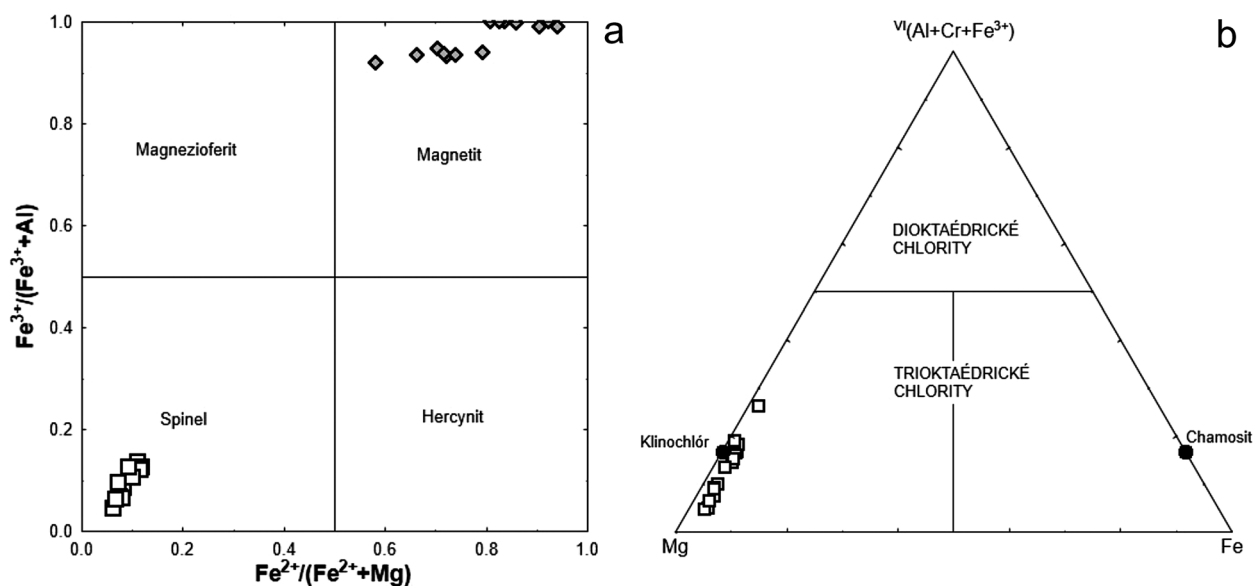 a
1.0
0.8
0.6
0.4
0.2
0.0
Fe3+/(Fe3++Al)
Magnezioferit
Magnetit
Spinel
Hercynit
0.0
0.2
0.4
0.6
0.8
1.0
Fe2+/(Fe2++Mg)
b
VI(Al+Cr+Fe3+)
DIOKTAÉDRICKÉ
CHLORITY
TRIOKTAÉDRICKÉ
CHLORITY
Klinochlór
Chamosit
Mg
Fe